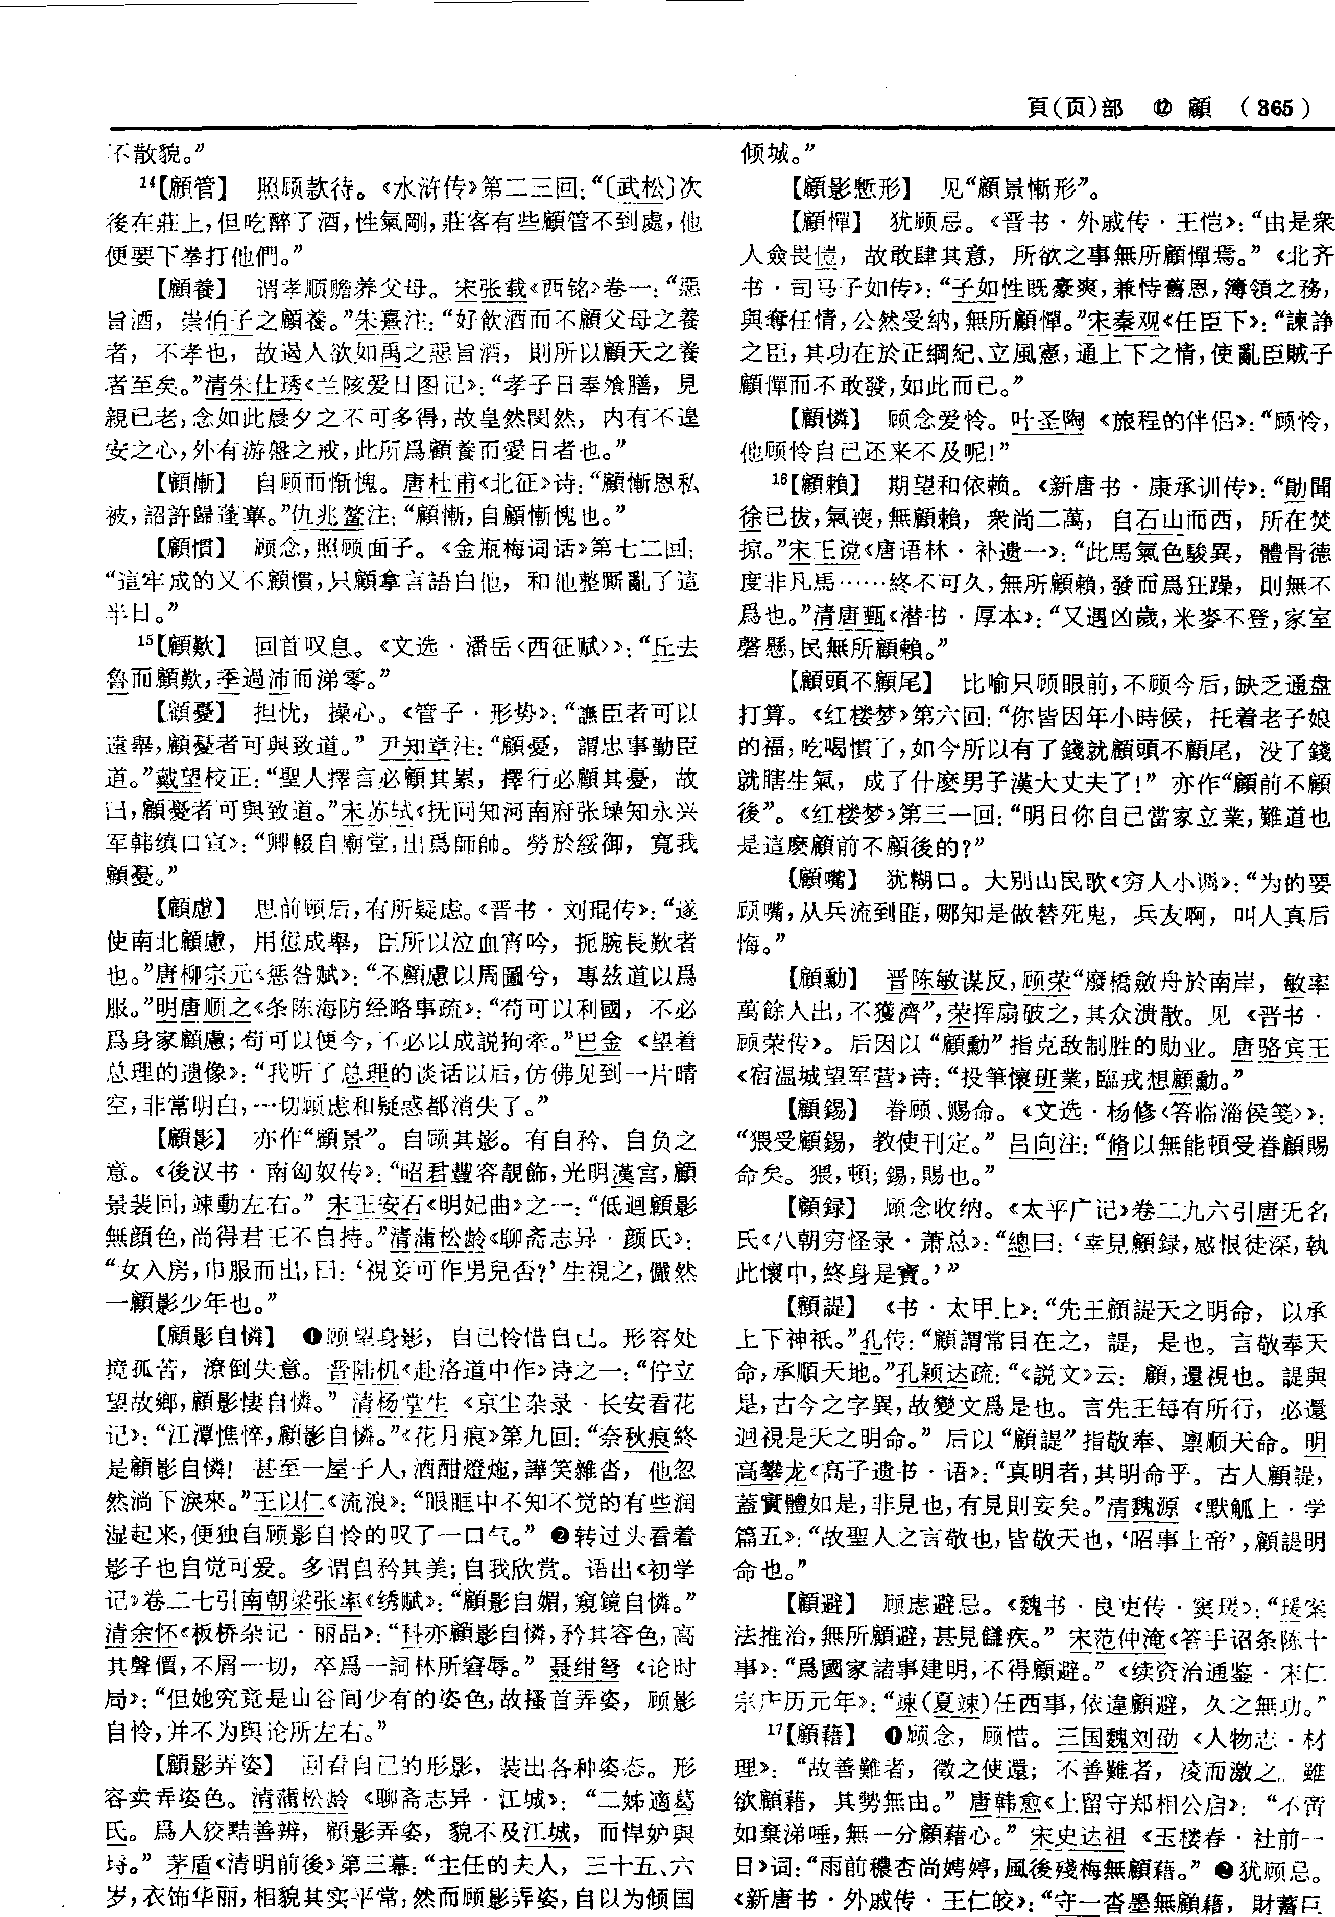 頁(页)部 ⑫ 顧 (365)
不散貌。”
¹⁴【顧管】 照顾款待。《水浒传》第二三回：“〔武松〕次
後在莊上，但吃醉了酒，性氣剛，莊客有些顧管不到處，他
便要下拳打他們。”
【顧養】 谓孝顺赡养父母。宋张载《西铭》卷一：“惡
旨酒，崇伯子之顧養。”朱熹注：“好飲酒而不顧父母之養
者，不孝也，故遏人欲如禹之惡旨酒，則所以顧天之養
者至矣。”清朱仕琇《兰陔爱日图记》：“孝子日奉飧膳，見
親已老，念如此晨夕之不可多得，故皇然閔然，内有不遑
安之心，外有游盤之戒，此所爲顧養而愛日者也。”
【顧慚】 自顾而惭愧。唐杜甫《北征》诗：“顧慚恩私
被，詔許歸蓬蓽。”仇兆鳌注：“顧慚，自顧慚愧也。”
【顧慣】 顾念，照顾面子。《金瓶梅词话》第七二回：
“這牢成的又不顧慣，只顧拿言語白他，和他整厮亂了這
半日。”
¹⁵【顧歎】 回首叹息。《文选·潘岳〈西征赋〉》：“丘去
魯而顧歎，季過沛而涕零。”
【顧憂】 担忧，操心。《管子·形势》：“譕臣者可以
遠舉，顧憂者可與致道。” 尹知章注：“顧憂，謂忠事勤臣
道。”戴望校正：“聖人擇言必顧其累，擇行必顧其憂，故
曰，顧憂者可與致道。”宋苏轼《抚问知河南府张璪知永兴
军韩缜口宣》：“卿輟自廟堂，出爲師帥。勞於綏御，寬我
顧憂。”
【顧慮】 思前顾后，有所疑虑。《晋书·刘琨传》：“遂
使南北顧慮，用愆成舉，臣所以泣血宵吟，扼腕長歎者
也。”唐柳宗元《惩咎赋》：“不顧慮以周圖兮，專兹道以爲
服。”明唐顺之《条陈海防经略事疏》：“苟可以利國，不必
爲身家顧慮；苟可以便今，不必以成説拘牽。”巴金 《望着
总理的遗像》：“我听了总理的谈话以后，仿佛见到一片晴
空，非常明白，一切顾虑和疑惑都消失了。”
【顧影】 亦作“顧景”。自顾其影。有自矜、自负之
意。《後汉书·南匈奴传》：“昭君豐容靚飾，光明漢宮，顧
景裴回，竦動左右。” 宋王安石《明妃曲》之一：“低迴顧影
無顔色，尚得君王不自持。”清蒲松龄《聊斋志异·颜氏》：
“女入房，巾服而出，曰：‘視妾可作男兒否？’生視之，儼然
一顧影少年也。”
【顧影自憐】 ❶顾望身影，自己怜惜自己。形容处
境孤苦，潦倒失意。晋陆机《赴洛道中作》诗之一：“佇立
望故鄉，顧影悽自憐。” 清杨掌生 《京尘杂录·长安看花
记》：“江潭憔悴，顧影自憐。”《花月痕》第九回：“奈秋痕終
是顧影自憐！甚至一屋子人，酒酣燈炧，譁笑雜沓，他忽
然淌下淚來。”王以仁《流浪》：“眼眶中不知不觉的有些润
湿起来，便独自顾影自怜的叹了一口气。” ❷转过头看着
影子也自觉可爱。多谓自矜其美；自我欣赏。语出《初学
记》卷二七引南朝梁张率《绣赋》：“顧影自媚，窺鏡自憐。”
清余怀《板桥杂记·丽品》：“科亦顧影自憐，矜其容色，高
其聲價，不屑一切，卒爲一詞林所窘辱。” 聂绀弩 《论时
局》：“但她究竟是山谷间少有的姿色，故搔首弄姿，顾影
自怜，并不为舆论所左右。”
【顧影弄姿】 回看自己的形影，装出各种姿态。形
容卖弄姿色。清蒲松龄 《聊斋志异·江城》：“二姊適葛
氏。爲人狡黠善辨，顧影弄姿，貌不及江城，而悍妒與
埒。” 茅盾《清明前後》第三幕：“主任的夫人，三十五、六
岁，衣饰华丽，相貌其实平常，然而顾影弄姿，自以为倾国
倾城。”
【顧影慙形】 见“顧景慚形”。
【顧憚】 犹顾忌。《晋书·外戚传·王恺》：“由是衆
人僉畏愷，故敢肆其意，所欲之事無所顧憚焉。”《北齐
书·司马子如传》：“子如性既豪爽，兼恃舊恩，簿領之務，
與奪任情，公然受納，無所顧憚。”宋秦观《任臣下》：“諫諍
之臣，其功在於正綱紀、立風憲，通上下之情，使亂臣賊子
顧憚而不敢發，如此而已。”
【顧憐】 顾念爱怜。叶圣陶 《旅程的伴侣》：“顾怜，
他顾怜自己还来不及呢！”
¹⁶【顧賴】 期望和依赖。《新唐书·康承训传》：“勛聞
徐已拔，氣喪，無顧賴，衆尚二萬，自石山而西，所在焚
掠。”宋王谠《唐语林·补遗一》：“此馬氣色駿異，體骨德
度非凡馬……終不可久，無所顧賴，發而爲狂躁，則無不
爲也。”清唐甄《潜书·厚本》：“又遇凶歲，米麥不登，家室
磬懸，民無所顧賴。”
【顧頭不顧尾】 比喻只顾眼前，不顾今后，缺乏通盘
打算。《红楼梦》第六回：“你皆因年小時候，托着老子娘
的福，吃喝慣了，如今所以有了錢就顧頭不顧尾，没了錢
就瞎生氣，成了什麽男子漢大丈夫了！” 亦作“顧前不顧
後”。《红楼梦》第三一回：“明日你自己當家立業，難道也
是這麽顧前不顧後的？”
【顧嘴】 犹糊口。大别山民歌《穷人小调》：“为的要
顾嘴，从兵流到匪，哪知是做替死鬼，兵友啊，叫人真后
悔。”
【顧勳】 晋陈敏谋反，顾荣“廢橋斂舟於南岸，敏率
萬餘人出，不獲濟”，荣挥扇破之，其众溃散。见 《晋书·
顾荣传》。后因以“顧勳”指克敌制胜的勋业。唐骆宾王
《宿温城望军营》诗：“投筆懷班業，臨戎想顧勳。”
【顧錫】 眷顾、赐命。《文选·杨修〈答临淄侯笺〉》：
“猥受顧錫，教使刊定。” 吕向注：“脩以無能頓受眷顧賜
命矣。猥，頓；錫，賜也。”
【顧録】 顾念收纳。《太平广记》卷二九六引唐无名
氏《八朝穷怪录·萧总》：“總曰：‘幸見顧録，感恨徒深，執
此懷中，終身是寶。’”
【顧諟】 《书·太甲上》：“先王顧諟天之明命，以承
上下神祇。”孔传：“顧謂常目在之，諟，是也。言敬奉天
命，承順天地。”孔颖达疏：“《説文》云：顧，還視也。諟與
是，古今之字異，故變文爲是也。言先王每有所行，必還
迴視是天之明命。” 后以“顧諟”指敬奉、禀顺天命。明
高攀龙《高子遗书·语》：“真明者，其明命乎。古人顧諟，
蓋實體如是，非見也，有見則妄矣。”清魏源 《默觚上·学
篇五》：“故聖人之言敬也，皆敬天也，‘昭事上帝’，顧諟明
命也。”
【顧避】 顾虑避忌。《魏书·良吏传·窦瑗》：“瑗案
法推治，無所顧避，甚見讎疾。” 宋范仲淹《答手诏条陈十
事》：“爲國家諸事建明，不得顧避。”《续资治通鉴·宋仁
宗庆历元年》：“竦（夏竦）任西事，依違顧避，久之無功。”
¹⁷【顧藉】 ❶顾念，顾惜。三国魏刘劭 《人物志·材
理》：“故善難者，徵之使還；不善難者，凌而激之，雖
欲顧藉，其勢無由。” 唐韩愈《上留守郑相公启》：“不啻
如棄涕唾，無一分顧藉心。” 宋史达祖 《玉楼春·社前一
日》词：“雨前穠杏尚娉婷，風後殘梅無顧藉。” ❷犹顾忌。
《新唐书·外戚传·王仁皎》：“守一沓墨無顧藉，財蓄巨